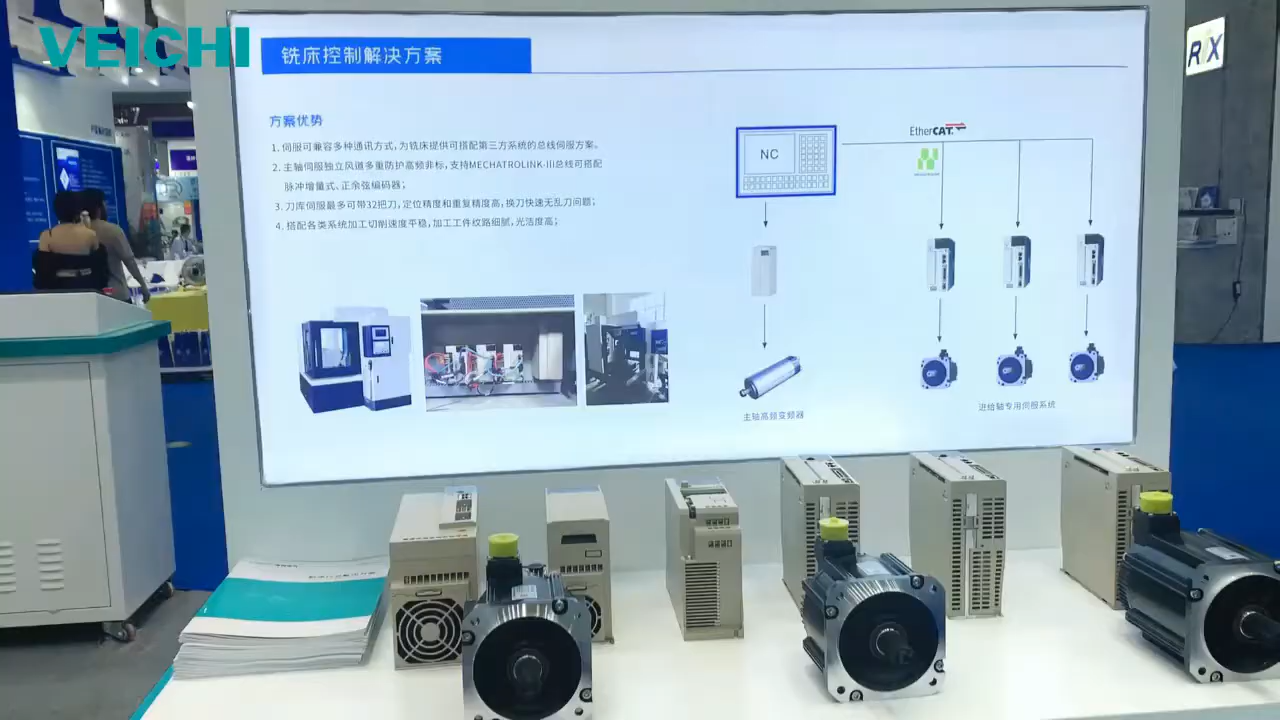 VEICHI
铣床控制解决方案
RX
方案优势
1. 伺服可兼容多种通讯方式,为铣床提供可搭配第三方系统的总线伺服方案。
2. 主轴伺服独立风道多重防护高频非标,支持MECHATROLINK-III总线可搭配
脉冲增量式、正余弦编码器;
3. 刀库伺服最多可带32把刀,定位精度和重复精度高,换刀快速无乱刀问题;
4. 搭配各类系统加工切削速度平稳,加工工件纹路细腻,光洁度高;
EtherCAT
NC
主轴高频变频器
进给轴专用伺服系统